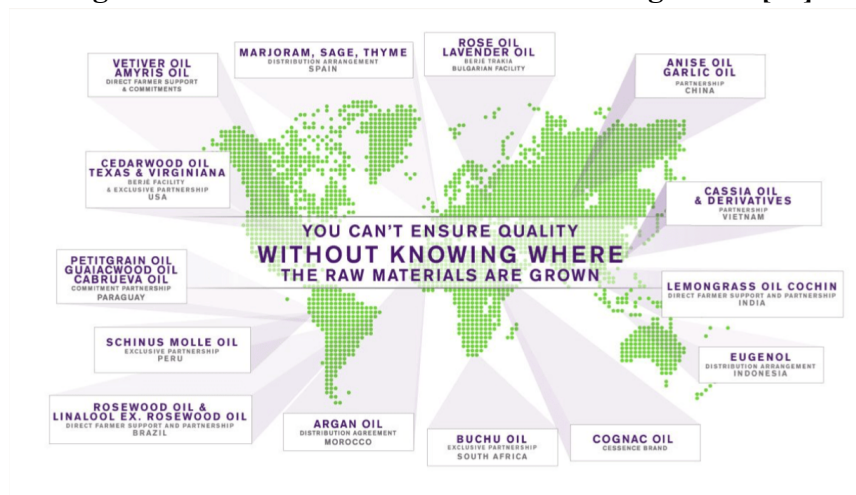 VETIVER OIL
AMYRIS OIL
DIRECT FARMER SUPPORT
& COMMITMENTS
MARJORAM, SAGE, THYME
DISTRIBUTION ARRANGEMENT
SPAIN
ROSE OIL
LAVENDER OIL
BERJÉ TRAKIA
BULGARIAN FACILITY
ANISE OIL
GARLIC OIL
PARTNERSHIP
CHINA
CEDARWOOD OIL
TEXAS & VIRGINIANA
BERJÉ FACILITY
& EXCLUSIVE PARTNERSHIP
USA
CASSIA OIL
& DERIVATIVES
PARTNERSHIP
VIETNAM
YOU CAN'T ENSURE QUALITY
WITHOUT KNOWING WHERE
THE RAW MATERIALS ARE GROWN
PETITGRAIN OIL
GUAIACWOOD OIL
CABRUEVA OIL
COMMITMENT PARTNERSHIP
PARAGUAY
LEMONGRASS OIL COCHIN
DIRECT FARMER SUPPORT AND PARTNERSHIP
INDIA
SCHINUS MOLLE OIL
EXCLUSIVE PARTNERSHIP
PERU
EUGENOL
DISTRIBUTION ARRANGEMENT
INDONESIA
ROSEWOOD OIL &
LINALOOL EX. ROSEWOOD OIL
DIRECT FARMER SUPPORT AND PARTNERSHIP
BRAZIL
ARGAN OIL
DISTRIBUTION AGREEMENT
MOROCCO
BUCHU OIL
EXCLUSIVE PARTNERSHIP
SOUTH AFRICA
COGNAC OIL
CESSENCE BRAND